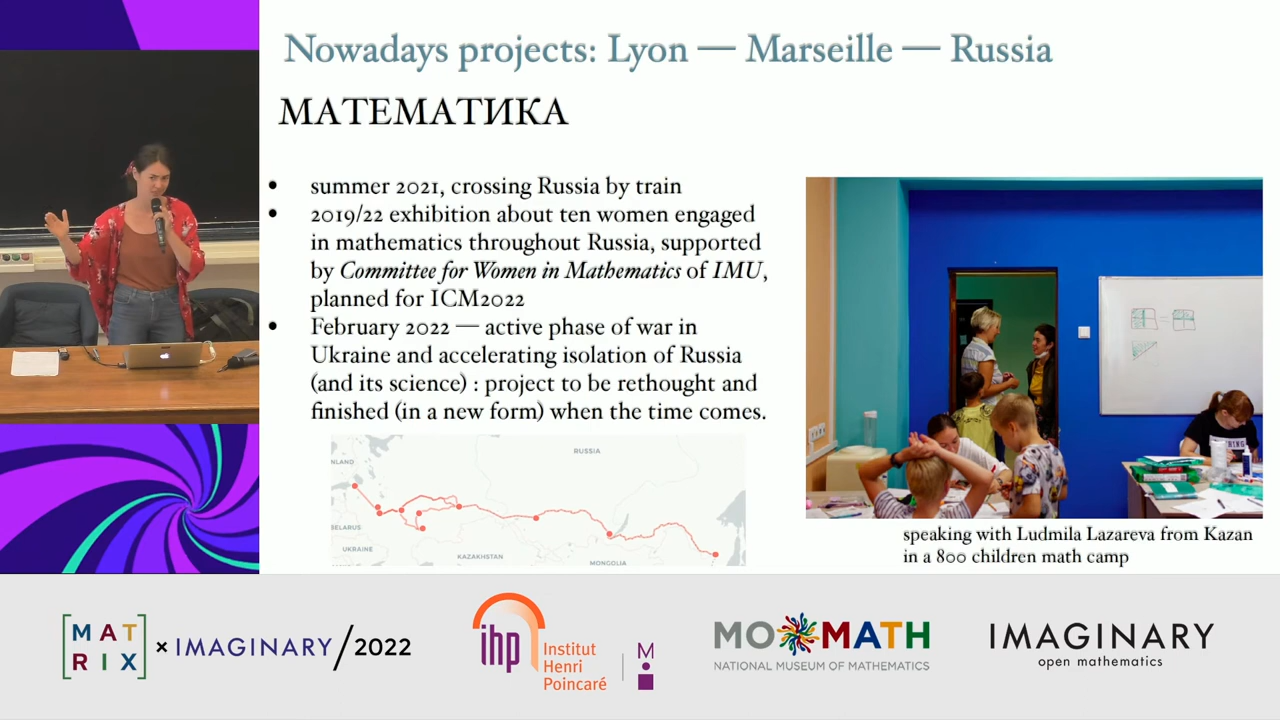 Nowadays projects: Lyon — Marseille — Russia
МАТЕМАТИКА
• summer 2021, crossing Russia by train
• 2019/22 exhibition about ten women engaged
in mathematics throughout Russia, supported
by Committee for Women in Mathematics of IMU,
planned for ICM2022
• February 2022 — active phase of war in
Ukraine and accelerating isolation of Russia
(and its science) : project to be rethought and
finished (in a new form) when the time comes.
NLAND
RUSSIA
BELARUS
UKRAINE
KAZAKHSTAN
MONGOLIA
RING
speaking with Ludmila Lazareva from Kazan
in a 800 children math camp
[MAT
RIX] × IMAGINARY/2022
ihp Institut
Henri
Poincaré
M
MOMATH
NATIONAL MUSEUM OF MATHEMATICS
IMAGINARY
open mathematics